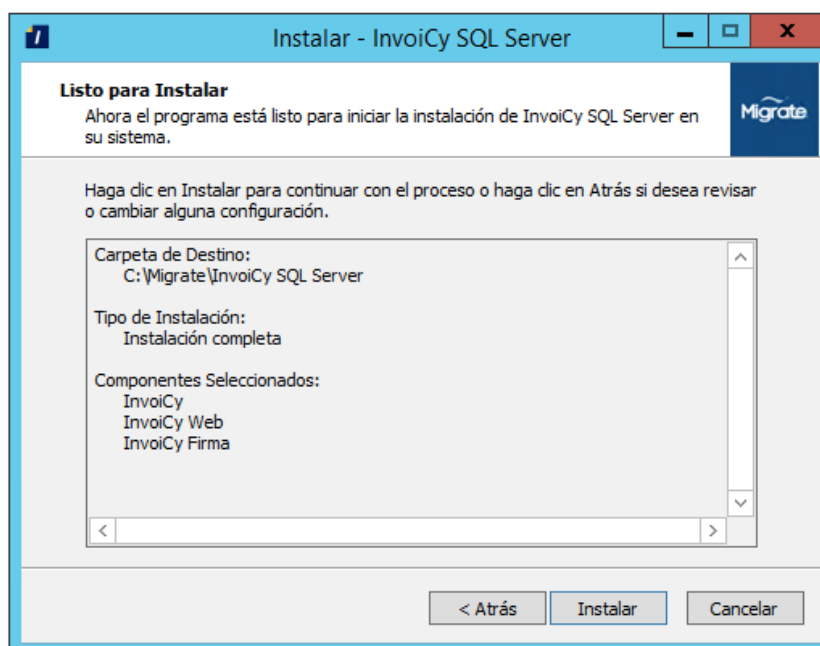 Instalar - InvoiCy SQL Server
Listo para Instalar
Ahora el programa está listo para iniciar la instalación de InvoiCy SQL Server en
su sistema.
Migrate
Haga clic en Instalar para continuar con el proceso o haga clic en Atrás si desea revisar
o cambiar alguna configuración.
Carpeta de Destino:
C:\Migrate\InvoiCy SQL Server
Tipo de Instalación:
Instalación completa
Componentes Seleccionados:
InvoiCy
InvoiCy Web
InvoiCy Firma
< Atrás
Instalar
Cancelar